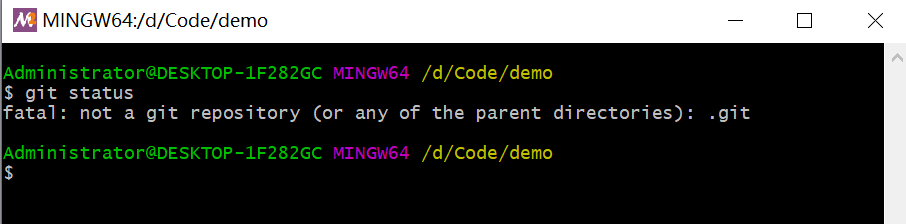 MINGW64:/d/Code/demo
Administrator@DESKTOP-1F282GC MINGW64 /d/Code/demo
$ git status
fatal: not a git repository (or any of the parent directories): .git
Administrator@DESKTOP-1F282GC MINGW64 /d/Code/demo
$